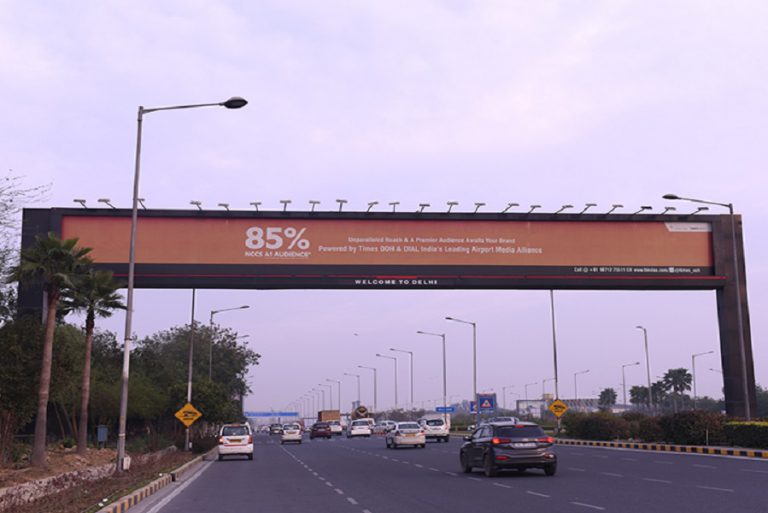 85%
NCCS A1 AUDIENCE*
Unparalleled Reach & A Premier Audience Awaits Your Brand
Powered by Times OOH & DIAL India's Leading Airport Media Alliance
WELCOME TO DELHI